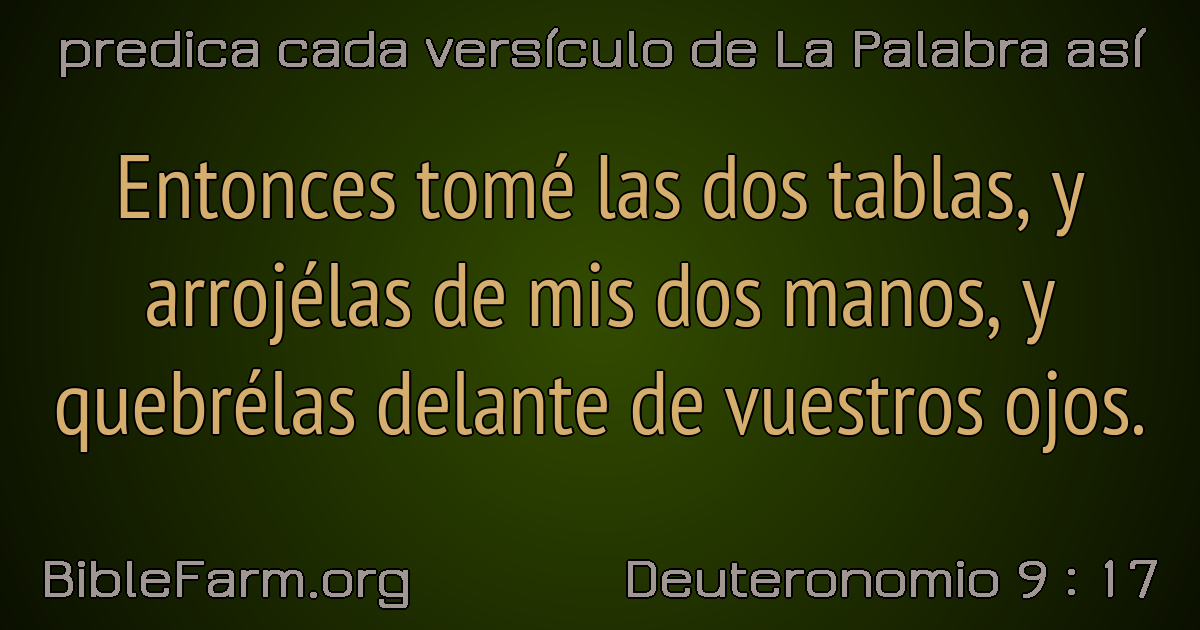 predica cada versículo de La Palabra así
Entonces tomé las dos tablas, y
arrojélas de mis dos manos, y
quebrélas delante de vuestros ojos.
BibleFarm.org
Deuteronomio 9 : 17